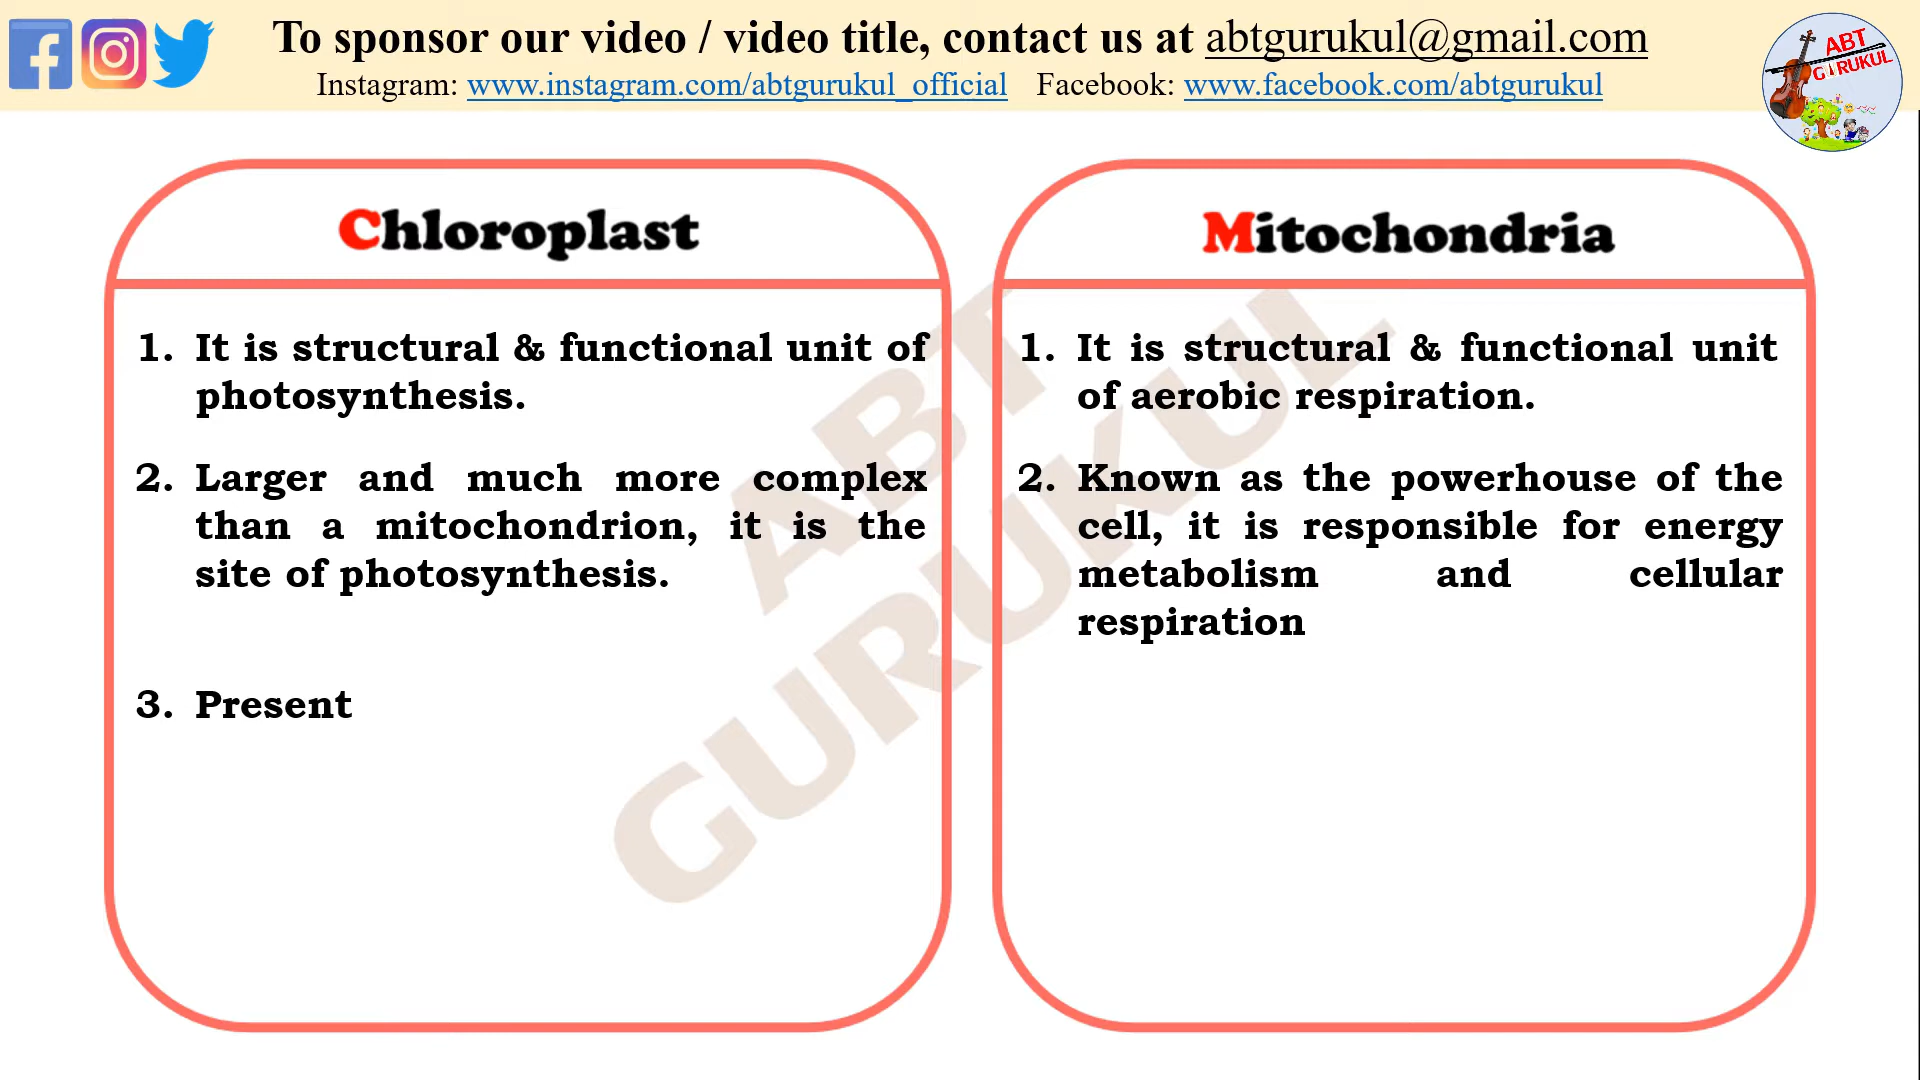 To sponsor our video / video title, contact us at abtgurukul@gmail.com
Instagram: www.instagram.com/abtgurukul_official Facebook: www.facebook.com/abtgurukul
ABT
GURUKUL
Chloroplast
1. It is structural & functional unit of
photosynthesis.
2. Larger and much more complex
than a mitochondrion, it is the
site of photosynthesis.
3. Present
Mitochondria
1. It is structural & functional unit
of aerobic respiration.
2. Known as the powerhouse of the
cell, it is responsible for energy
metabolism and cellular
respiration
ABT
GURUKUL